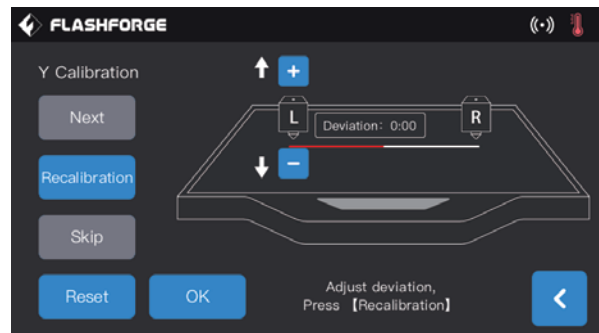 FLASHFORGE
Y Calibration
+
L
Deviation: 0:00
R
−
Next
Recalibration
Skip
Reset
OK
Adjust deviation,
Press 【Recalibration】